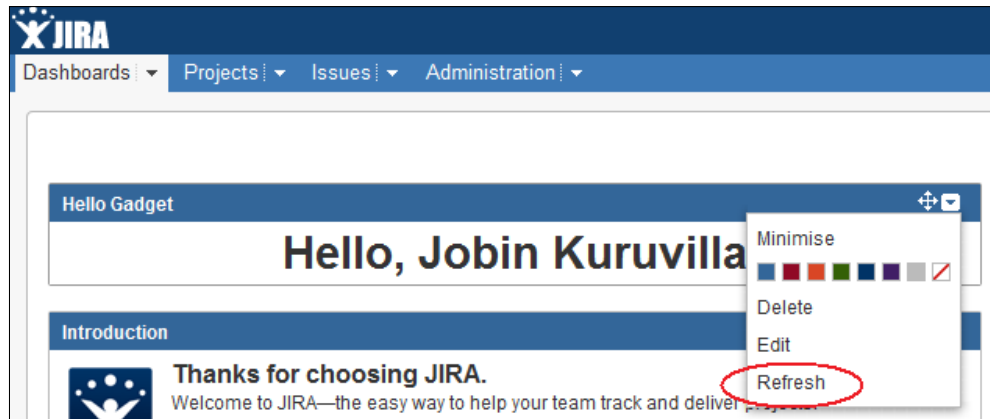 JIRA
Dashboards Projects Issues Administration
Hello Gadget
Hello, Jobin Kuruvilla
Minimise
Delete
Edit
Refresh
Introduction
Thanks for choosing JIRA.
Welcome to JIRA—the easy way to help your team track and deliver